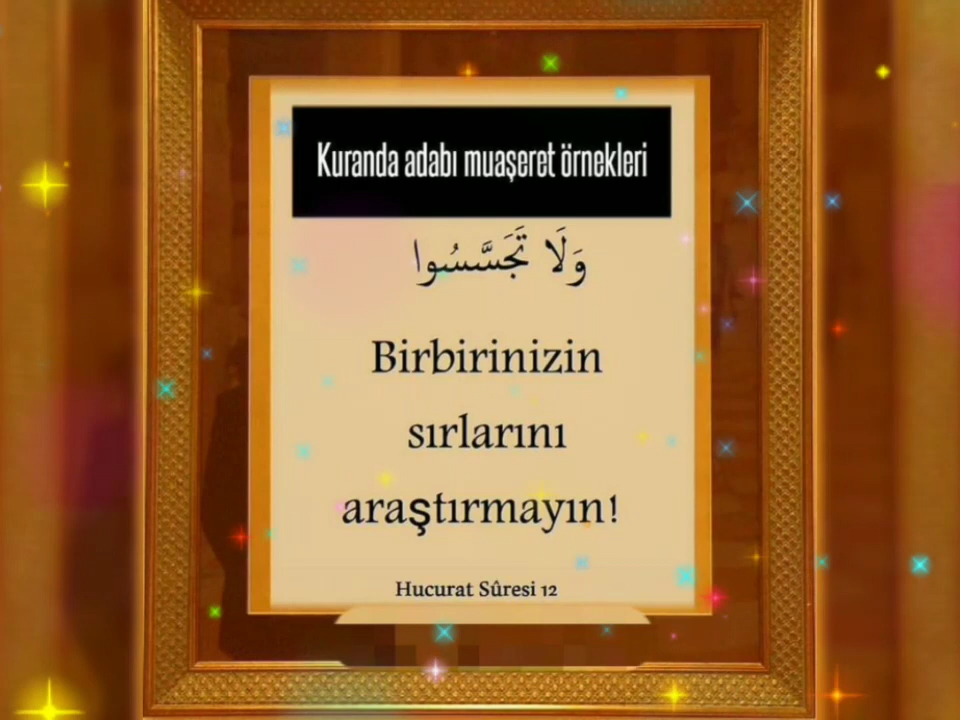 Kuranda adabı muaşeret örnekleri
وَلَا تَجَسَّسُوا
Birbirinizin
sırlarını
araştırmayın!
Hucurat Sûresi 12